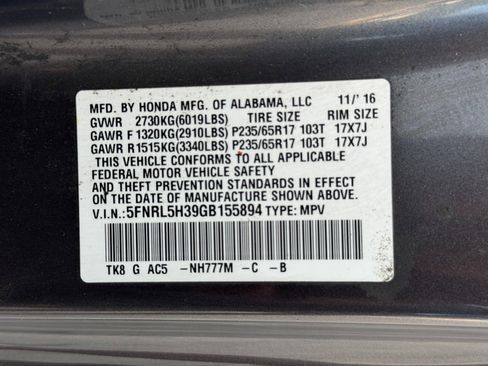 MFD. BY HONDA MFG. OF ALABAMA, LLC 11/'16
GVWR 2730KG(6019LBS) TIRE SIZE RIM SIZE
GAWR F 1320KG(2910LBS) P235/65R17 103T 17X7J
GAWR R1515KG(3340LBS) P235/65R17 103T 17X7J
THIS VEHICLE CONFORMS TO ALL APPLICABLE
FEDERAL MOTOR VEHICLE SAFETY
AND THEFT PREVENTION STANDARDS IN EFFECT
ON THE DATE OF MANUFACTURE SHOWN ABOVE.
V.I.N.: 5FNRL5H39GB155894 TYPE: MPV
TK8 G AC5 -NH777M -C -B